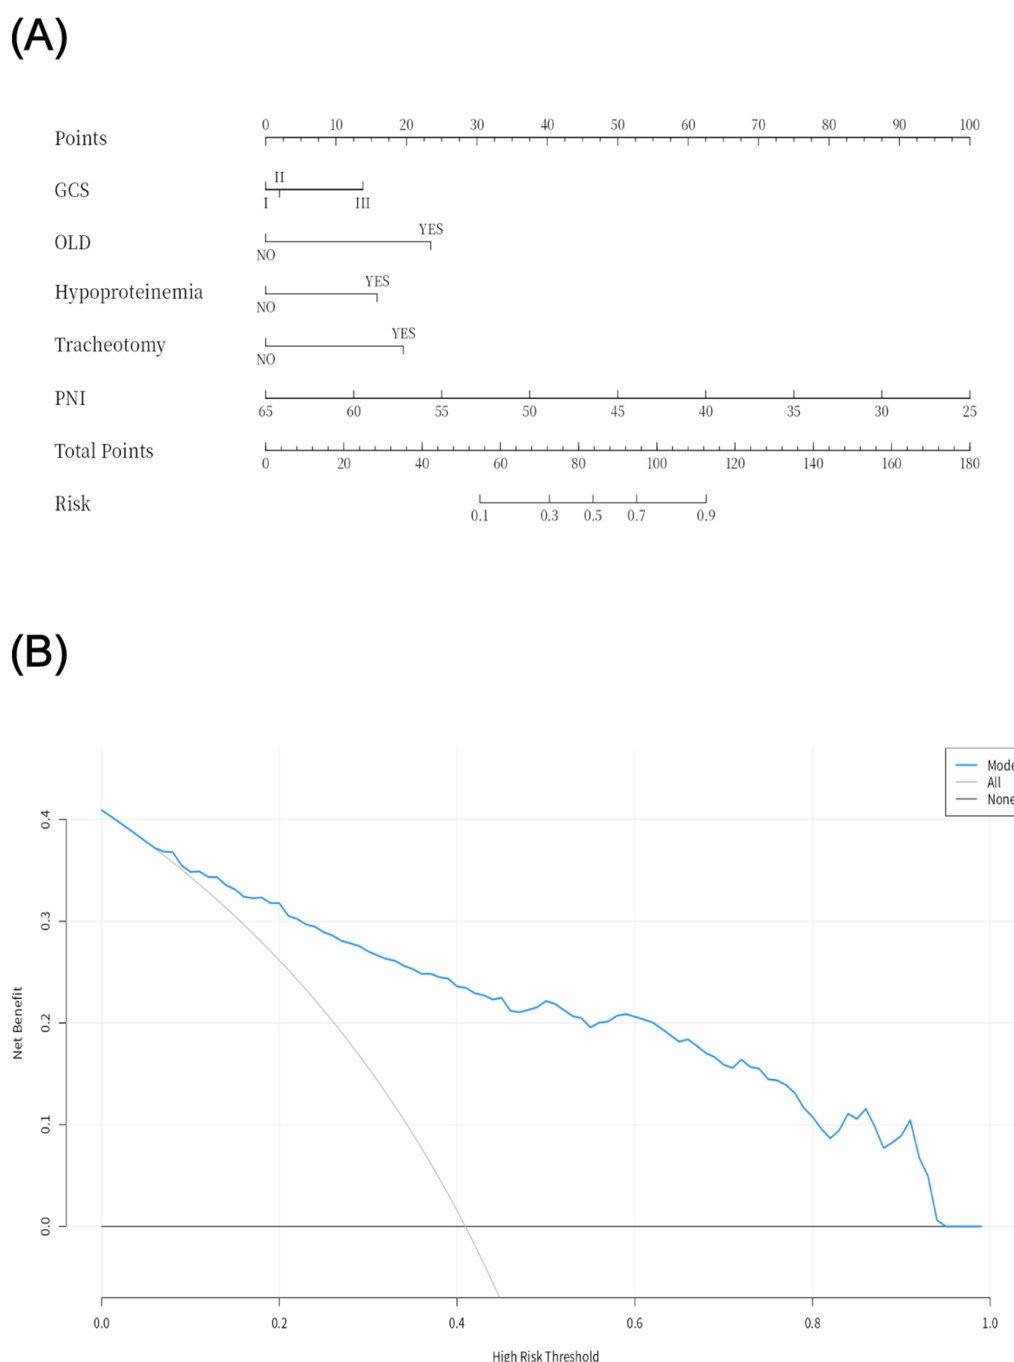 (A)
0 10 20 30 40 50 60 70 80 90 100
Points
II
GCS
I III
YES
OLD
NO
YES
Hypoproteinemia
NO
YES
Tracheotomy
NO
PNI
65 60 55 50 45 40 35 30 25
Total Points
0 20 40 60 80 100 120 140 160 180
Risk
0.1 0.3 0.5 0.7 0.9
(B)
Mode
All
None
0.4
0.3
0.2
0.1
0.0
Net Benefit
0.0 0.2 0.4 0.6 0.8 1.0
High Risk Threshold